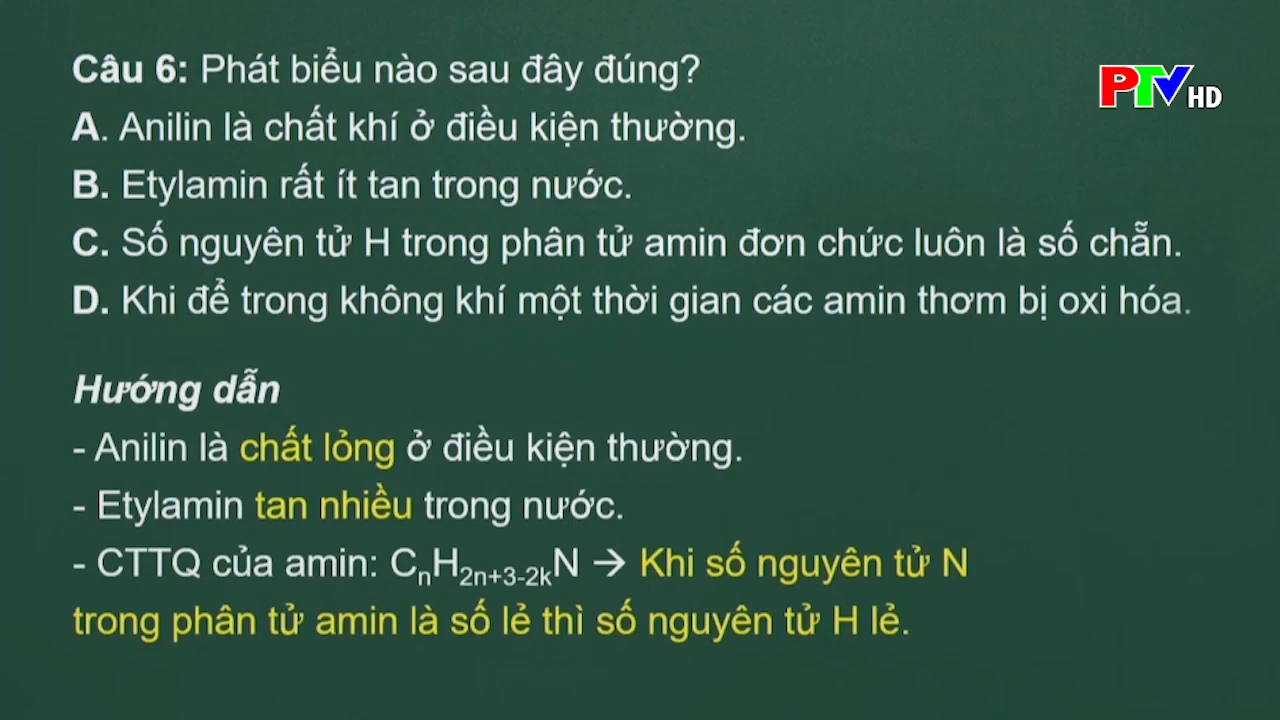 Câu 6: Phát biểu nào sau đây đúng?
PTV HD
A. Anilin là chất khí ở điều kiện thường.
B. Etylamin rất ít tan trong nước.
C. Số nguyên tử H trong phân tử amin đơn chức luôn là số chẵn.
D. Khi để trong không khí một thời gian các amin thơm bị oxi hóa.
Hướng dẫn
- Anilin là chất lỏng ở điều kiện thường.
- Etylamin tan nhiều trong nước.
- CTTQ của amin: CₙH₂ₙ₊₃₋₂ₖN → Khi số nguyên tử N
trong phân tử amin là số lẻ thì số nguyên tử H lẻ.